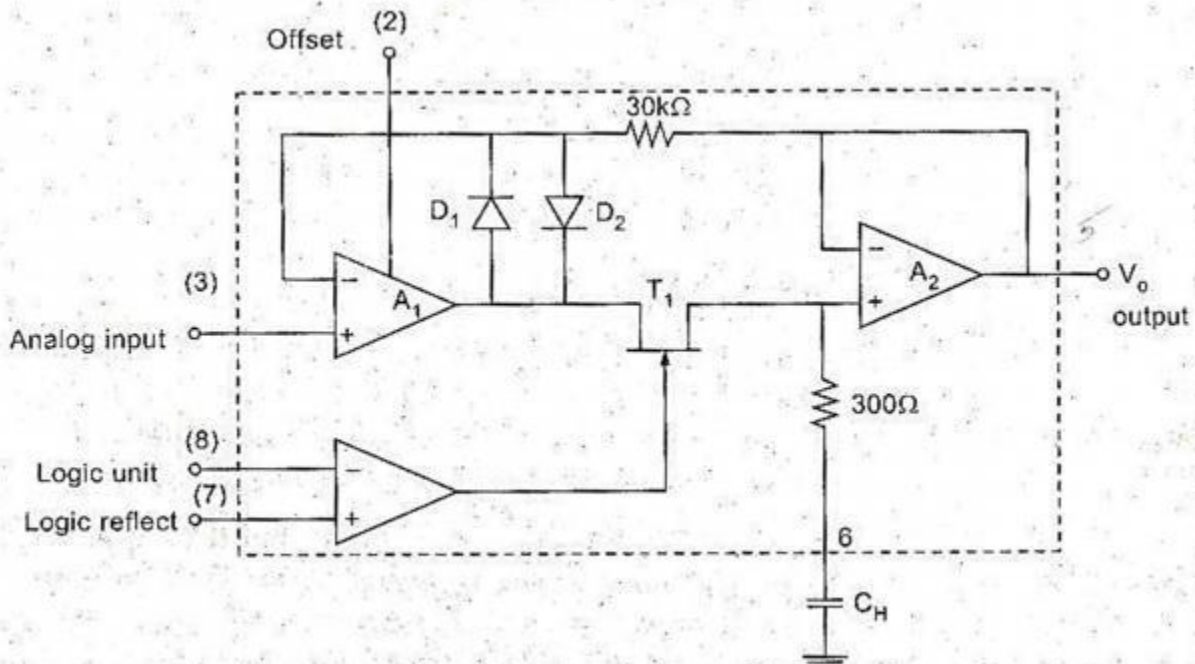 Offset (2)
30kΩ
D1
D2
(3)
A1
T1
A2
Vo
output
Analog input
−
+
−
+
300Ω
(8)
Logic unit
(7)
Logic reflect
−
+
6
CH